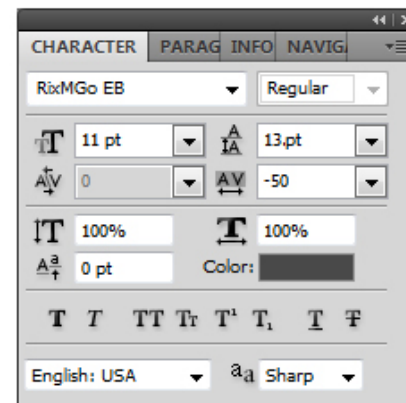 CHARACTER PARAG INFO NAVIG
RixMGo EB Regular
11 pt 13.pt
0 -50
100% 100%
0 pt Color:
T T TT Tr T¹ T₁ T T
English: USA aa Sharp